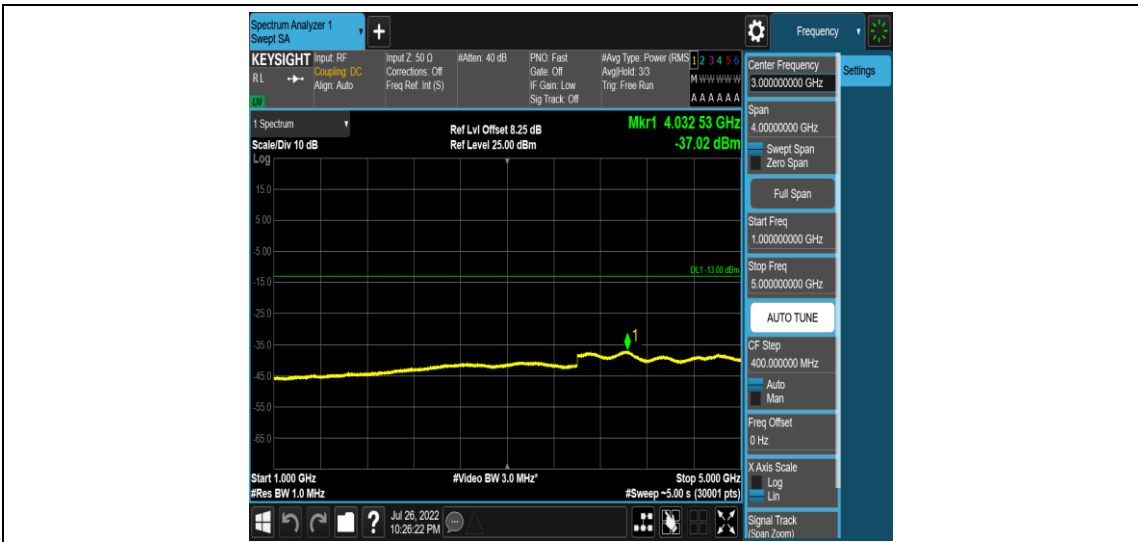 Spectrum Analyzer 1
Swept SA
+
Frequency
KEYSIGHT
RL
Input: RF
Coupling: DC
Align: Auto
Input Z: 50 Ω
Corrections: Off
Freq Ref: Int (S)
#Atten: 40 dB
PNO: Fast
Gate: Off
IF Gain: Low
Sig Track: Off
#Avg Type: Power (RMS
Avg|Hold: 3/3
Trig: Free Run
1 2 3 4 5 6
M W W W W W
A A A A A A
1 Spectrum
Scale/Div 10 dB
Ref Lvl Offset 8.25 dB
Ref Level 25.00 dBm
Mkr1 4.032 53 GHz
-37.02 dBm
Log
15.0
5.00
-5.00
-15.0
-25.0
-35.0
-45.0
-55.0
-65.0
DL1 -13.00 dBm
1
Start 1.000 GHz
#Res BW 1.0 MHz
#Video BW 3.0 MHz*
Stop 5.000 GHz
#Sweep ~5.00 s (30001 pts)
Jul 26, 2022
10:26:22 PM
Center Frequency
3.000000000 GHz
Settings
Span
4.00000000 GHz
Swept Span
Zero Span
Full Span
Start Freq
1.000000000 GHz
Stop Freq
5.000000000 GHz
AUTO TUNE
CF Step
400.000000 MHz
Auto
Man
Freq Offset
0 Hz
X Axis Scale
Log
Lin
Signal Track
(Span Zoom)